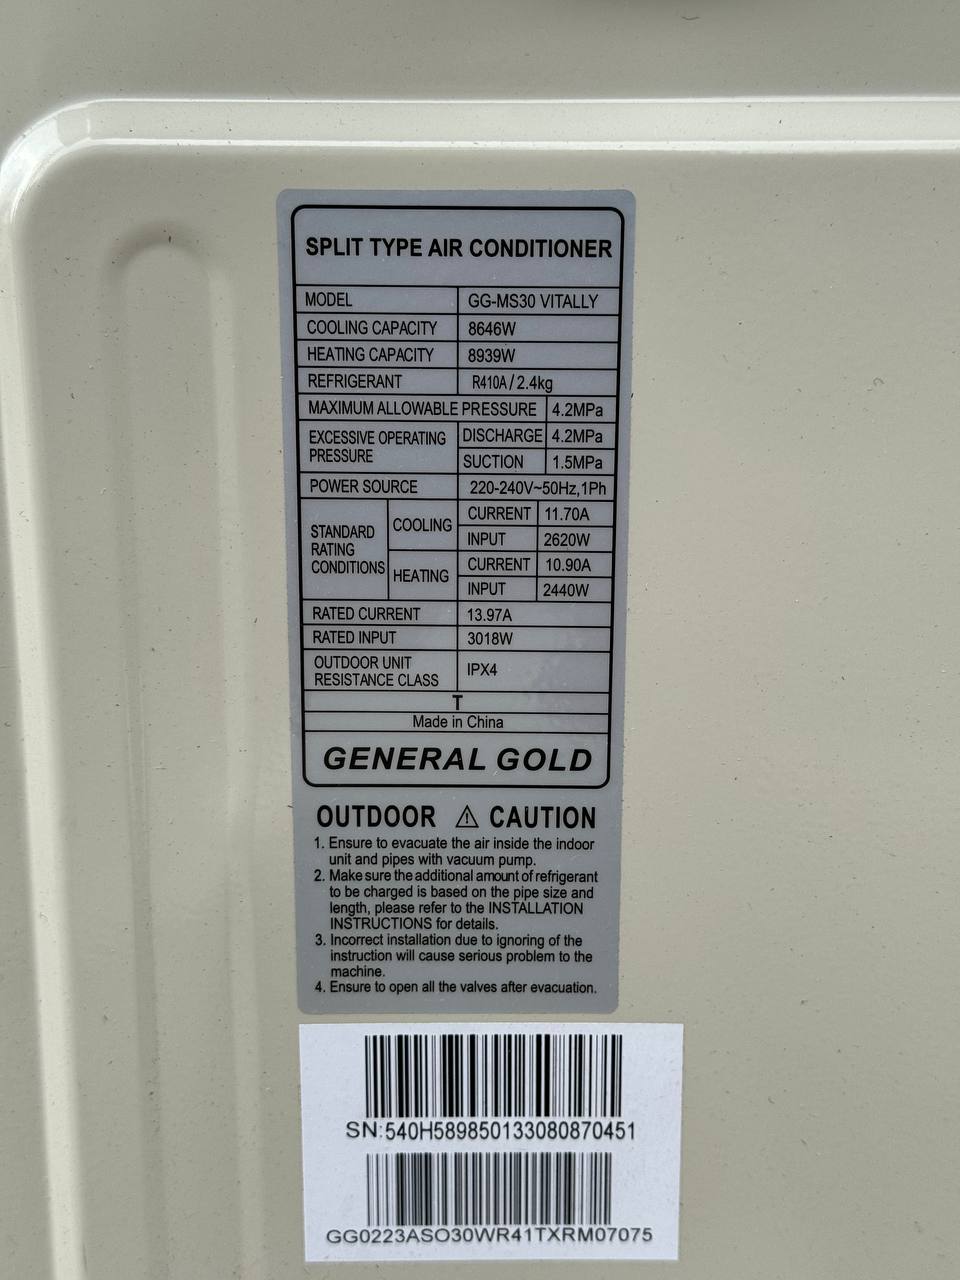 SPLIT TYPE AIR CONDITIONER
MODEL GG-MS30 VITALLY
COOLING CAPACITY 8646W
HEATING CAPACITY 8939W
REFRIGERANT R410A / 2.4kg
MAXIMUM ALLOWABLE PRESSURE 4.2MPa
EXCESSIVE OPERATING PRESSURE DISCHARGE 4.2MPa
SUCTION 1.5MPa
POWER SOURCE 220-240V~50Hz,1Ph
STANDARD RATING CONDITIONS COOLING CURRENT 11.70A
INPUT 2620W
HEATING CURRENT 10.90A
INPUT 2440W
RATED CURRENT 13.97A
RATED INPUT 3018W
OUTDOOR UNIT RESISTANCE CLASS IPX4
T
Made in China
GENERAL GOLD
OUTDOOR ⚠ CAUTION
1. Ensure to evacuate the air inside the indoor
unit and pipes with vacuum pump.
2. Make sure the additional amount of refrigerant
to be charged is based on the pipe size and
length, please refer to the INSTALLATION
INSTRUCTIONS for details.
3. Incorrect installation due to ignoring of the
instruction will cause serious problem to the
machine.
4. Ensure to open all the valves after evacuation.
SN:540H589850133080870451
GG0223ASO30WR41TXRM07075